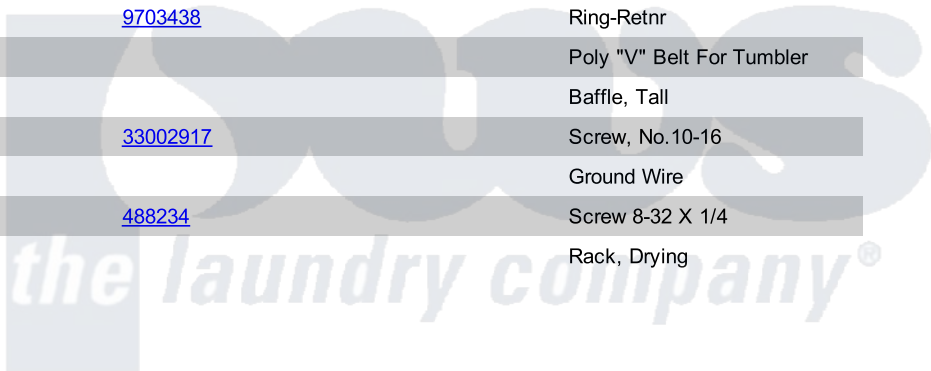 9703438 Ring-Retnr
Poly "V" Belt For Tumbler
Baffle, Tall
33002917 Screw, No.10-16
Ground Wire
488234 Screw 8-32 X 1/4
Rack, Drying
the laundry company®